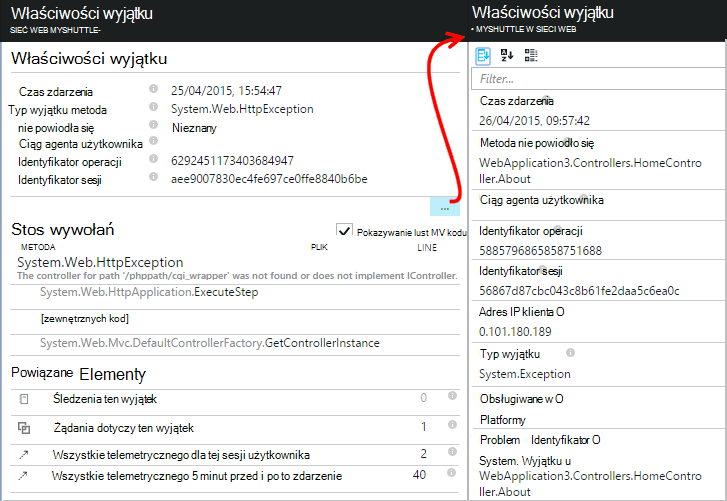 Właściwości wyjątku
SIEĆ WEB MYSHUTTLE-
Właściwości wyjątku
Czas zdarzenia 25/04/2015, 15:54:47
Typ wyjątku metoda System.Web.HttpException
nie powiodła się Nieznany
Ciąg agenta użytkownika
Identyfikator operacji 6292451173403684947
Identyfikator sesji aee9007830ec4fe697ce0ffe8840b6be
...
Stos wywołań
Pokazywanie lust MV kodu
METODA PLIK LINE
System.Web.HttpException
The controller for path '/phppath/cgi_wrapper' was not found or does not implement IController.
System.Web.HttpApplication.ExecuteStep
[zewnętrznych kod]
System.Web.Mvc.DefaultControllerFactory.GetControllerInstance
Powiązane Elementy
Śledzenia ten wyjątek 0
Żądania dotyczy ten wyjątek 1
Wszystkie telemetrycznego dla tej sesji użytkownika 2
Wszystkie telemetrycznego 5 minut przed i po to zdarzenie 40
Właściwości wyjątku
• MYSHUTTLE W SIECI WEB
Filter...
Czas zdarzenia
26/04/2015, 09:57:42
Metoda nie powiodło się
WebApplication3.Controllers.HomeContro
ller.About
Ciąg agenta użytkownika
Identyfikator operacji
5885796865858751688
Identyfikator sesji
56867d87cbc043c8b61fe2daa5c6ea0c
Adres IP klienta O
0.101.180.189
Typ wyjątku
System.Exception
Obsługiwane w O
Platformy
Problem Identyfikator O
System. Wyjątku u
WebApplication3.Controllers.HomeContro
ller.About